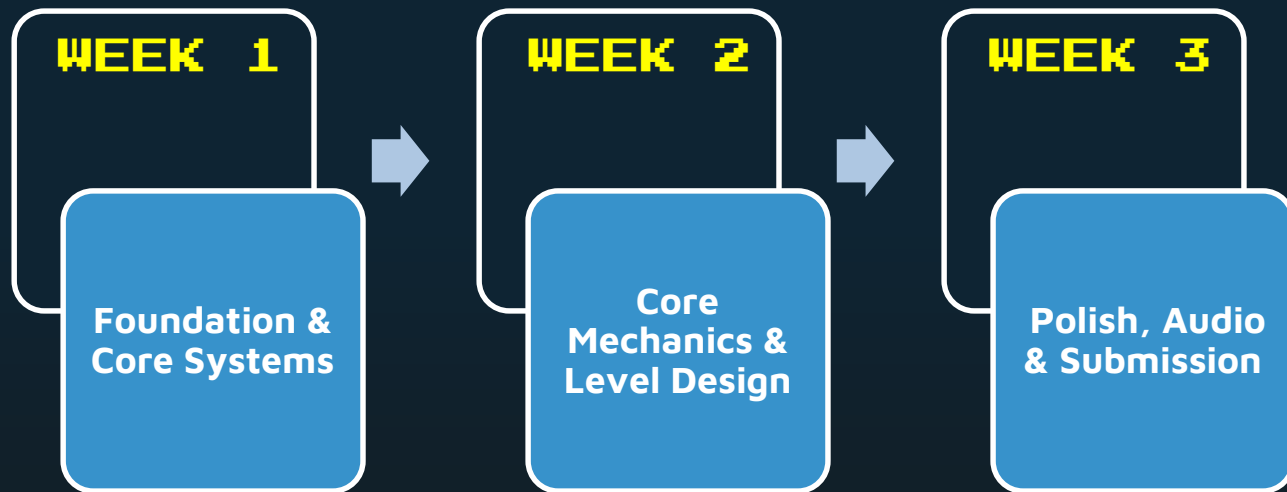 WEEK 1
Foundation &
Core Systems
WEEK 2
Core
Mechanics &
Level Design
WEEK 3
Polish, Audio
& Submission